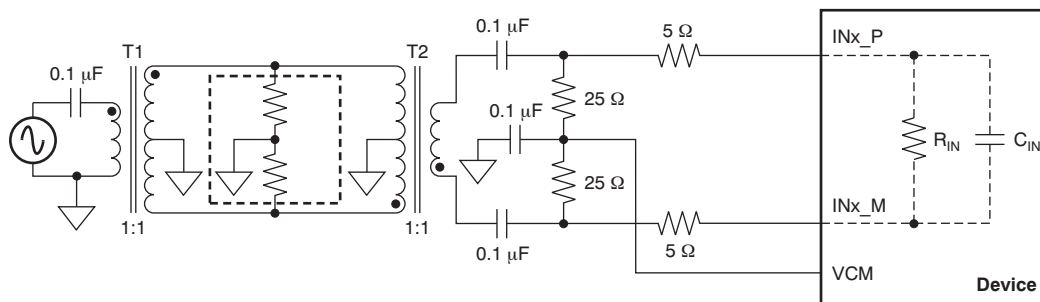 0.1 μF
T1
0.1 μF
T2
5 Ω
INx_P
0.1 μF
25 Ω
R_IN
C_IN
25 Ω
INx_M
1:1
1:1
0.1 μF
5 Ω
VCM
Device